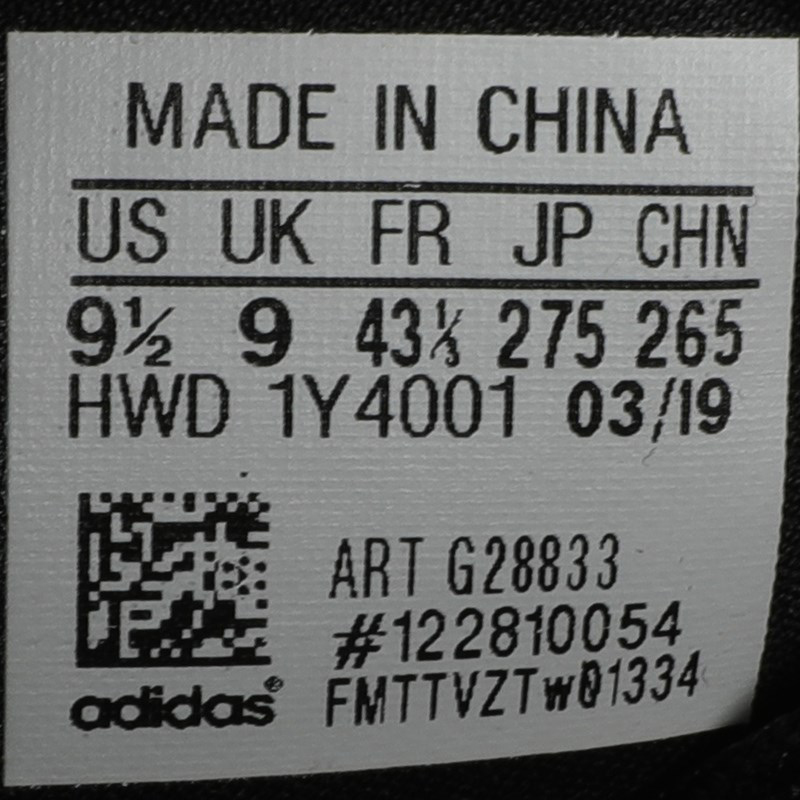 MADE IN CHINA
US UK FR JP CHN
9½ 9 43⅓ 275 265
HWD 1Y4001 03/19
ART G28833
#122810054
adidas® FMTTVZTW01334